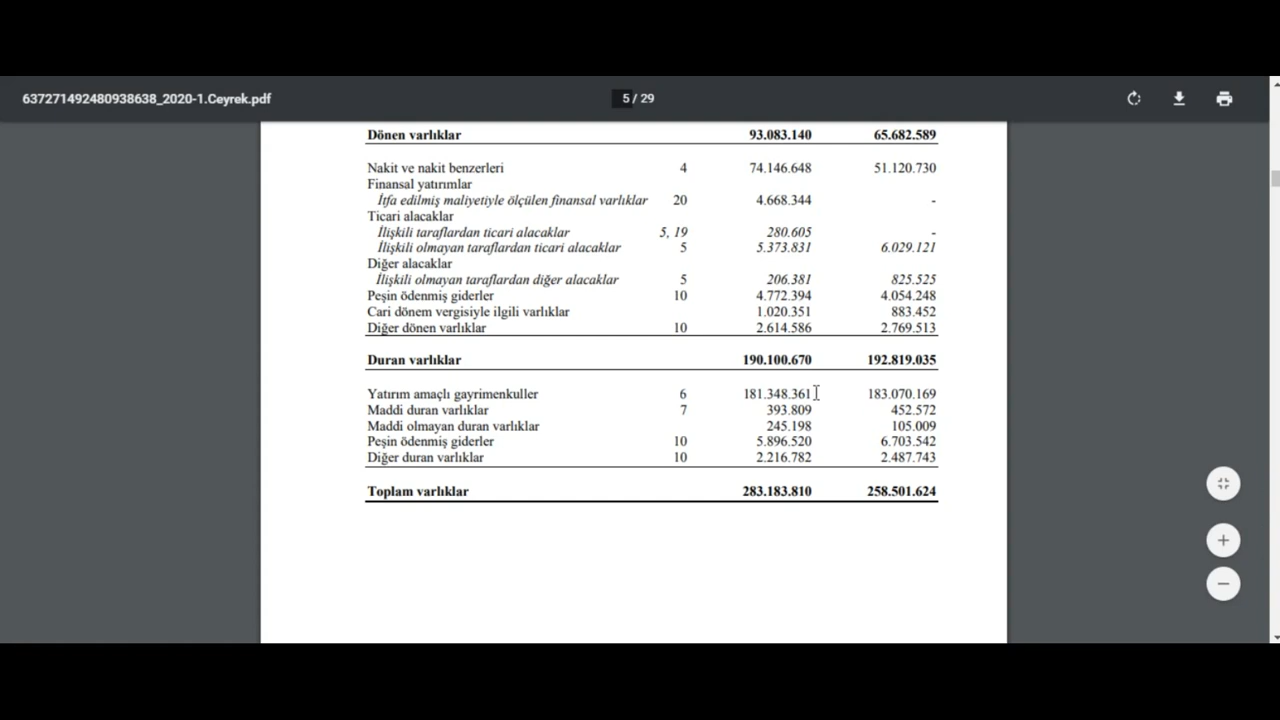 637271492480938638_2020-1.Ceyrek.pdf 5 / 29
Dönen varlıklar 93.083.140 65.682.589
Nakit ve nakit benzerleri 4 74.146.648 51.120.730
Finansal yatırımlar
İtfa edilmiş maliyetiyle ölçülen finansal varlıklar 20 4.668.344 -
Ticari alacaklar
İlişkili taraflardan ticari alacaklar 5, 19 280.605 -
İlişkili olmayan taraflardan ticari alacaklar 5 5.373.831 6.029.121
Diğer alacaklar
İlişkili olmayan taraflardan diğer alacaklar 5 206.381 825.525
Peşin ödenmiş giderler 10 4.772.394 4.054.248
Cari dönem vergisiyle ilgili varlıklar 1.020.351 883.452
Diğer dönen varlıklar 10 2.614.586 2.769.513
Duran varlıklar 190.100.670 192.819.035
Yatırım amaçlı gayrimenkuller 6 181.348.361 183.070.169
Maddi duran varlıklar 7 393.809 452.572
Maddi olmayan duran varlıklar 245.198 105.009
Peşin ödenmiş giderler 10 5.896.520 6.703.542
Diğer duran varlıklar 10 2.216.782 2.487.743
Toplam varlıklar 283.183.810 258.501.624